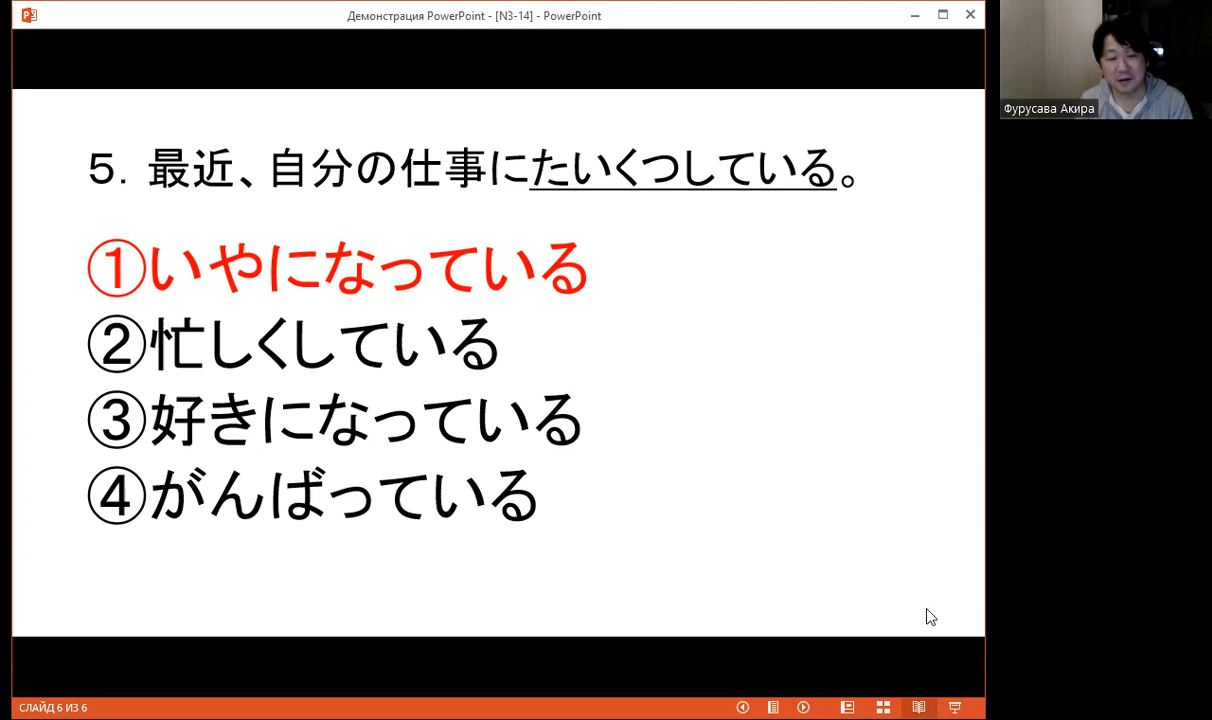 Демонстрация PowerPoint - [N3-14] - PowerPoint
Фурусава Акира
５．最近、自分の仕事にたいくつしている。
①いやになっている
②忙しくしている
③好きになっている
④がんばっている
СЛАЙД 6 ИЗ 6